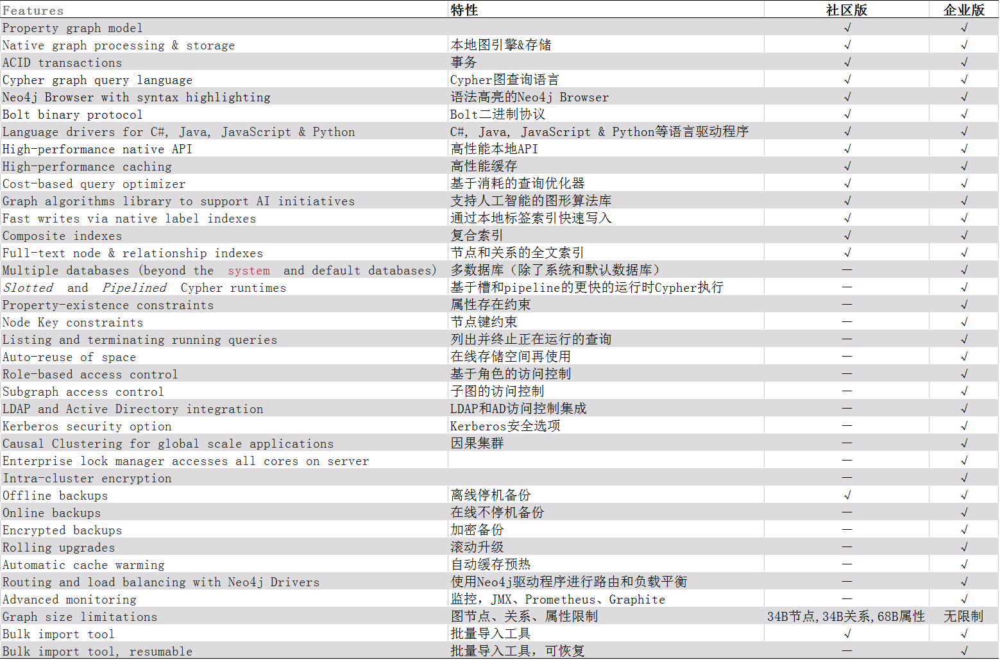 Features 特性 社区版 企业版
Property graph model √ √
Native graph processing & storage 本地图引擎&存储 √ √
ACID transactions 事务 √ √
Cypher graph query language Cypher图查询语言 √ √
Neo4j Browser with syntax highlighting 语法高亮的Neo4j Browser √ √
Bolt binary protocol Bolt二进制协议 √ √
Language drivers for C#, Java, JavaScript & Python C#, Java, JavaScript & Python等语言驱动程序 √ √
High-performance native API 高性能本地API √ √
High-performance caching 高性能缓存 √ √
Cost-based query optimizer 基于消耗的查询优化器 √ √
Graph algorithms library to support AI initiatives 支持人工智能的图形算法库 √ √
Fast writes via native label indexes 通过本地标签索引快速写入 √ √
Composite indexes 复合索引 √ √
Full-text node & relationship indexes 节点和关系的全文索引 √ √
Multiple databases (beyond the system and default databases) 多数据库（除了系统和默认数据库） — √
Slotted and Pipelined Cypher runtimes 基于槽和pipeline的更快的运行时Cypher执行 — √
Property-existence constraints 属性存在约束 — √
Node Key constraints 节点键约束 — √
Listing and terminating running queries 列出并终止正在运行的查询 — √
Auto-reuse of space 在线存储空间再使用 — √
Role-based access control 基于角色的访问控制 — √
Subgraph access control 子图的访问控制 — √
LDAP and Active Directory integration LDAP和AD访问控制集成 — √
Kerberos security option Kerberos安全选项 — √
Causal Clustering for global scale applications 因果集群 — √
Enterprise lock manager accesses all cores on server — √
Intra-cluster encryption — √
Offline backups 离线停机备份 √ √
Online backups 在线不停机备份 — √
Encrypted backups 加密备份 — √
Rolling upgrades 滚动升级 — √
Automatic cache warming 自动缓存预热 — √
Routing and load balancing with Neo4j Drivers 使用Neo4j驱动程序进行路由和负载平衡 — √
Advanced monitoring 监控，JMX、Prometheus、Graphite — √
Graph size limitations 图节点、关系、属性限制 34B节点,34B关系,68B属性 无限制
Bulk import tool 批量导入工具 √ √
Bulk import tool, resumable 批量导入工具，可恢复 — √